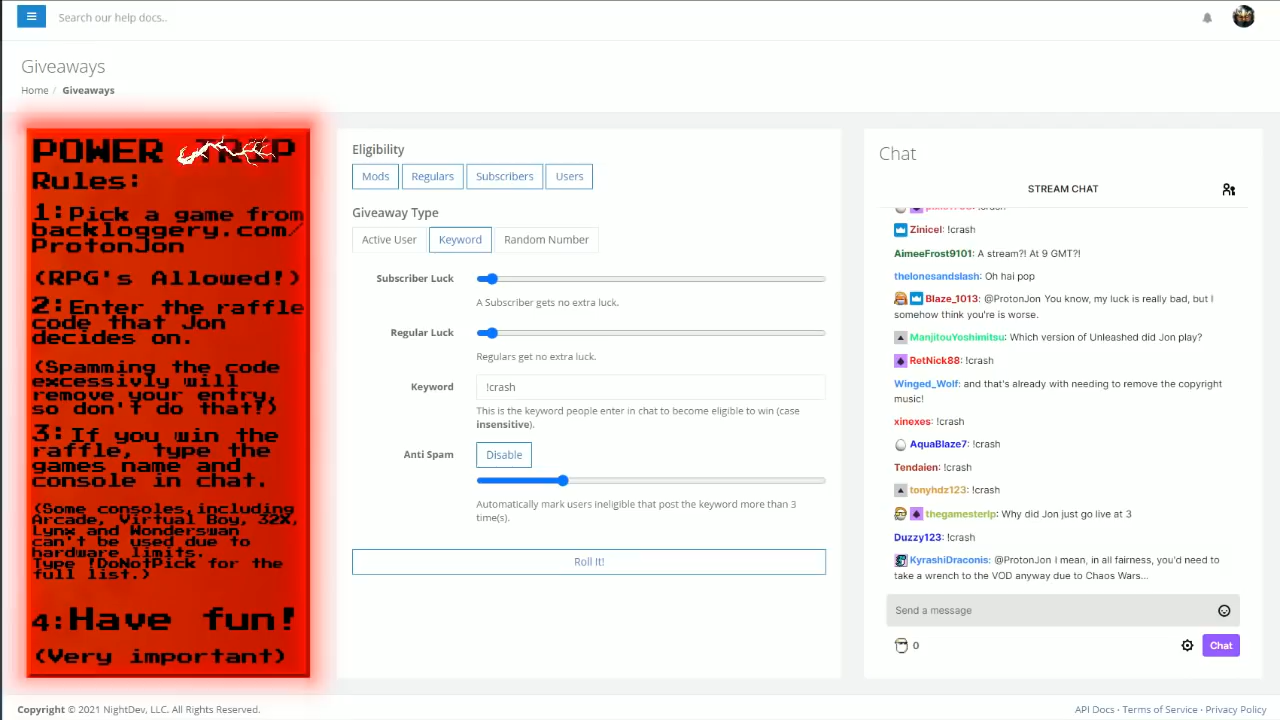 Search our help docs..
Giveaways
Home / Giveaways
POWER TRIP
Rules:
1:Pick a game from
backloggery.com/
ProtonJon
(RPG's Allowed!)
2:Enter the raffle
code that Jon
decides on.
(Spamming the code
excessivly will
remove your entry,
so don't do that!)
3:If you win the
raffle, type the
games name and
console in chat.
(Some consoles,including
Arcade, Virtual Boy, 32X,
Lynx and Wonderswan
can't be used due to
hardware limits.
Type !DoNotPick for the
full list.)
4:Have fun!
(Very important)
Eligibility
Mods
Regulars
Subscribers
Users
Giveaway Type
Active User
Keyword
Random Number
Subscriber Luck
A Subscriber gets no extra luck.
Regular Luck
Regulars get no extra luck.
Keyword
!crash
This is the keyword people enter in chat to become eligible to win (case
insensitive).
Anti Spam
Disable
Automatically mark users ineligible that post the keyword more than 3
time(s).
Roll It!
Chat
STREAM CHAT
Zinicel: !crash
AimeeFrost9101: A stream?! At 9 GMT?!
thelonesandslash: Oh hai pop
Blaze_1013: @ProtonJon You know, my luck is really bad, but I
somehow think you're is worse.
ManjitouYoshimitsu: Which version of Unleashed did Jon play?
RetNick88: !crash
Winged_Wolf: and that's already with needing to remove the copyright
music!
xinexes: !crash
AquaBlaze7: !crash
Tendaien: !crash
tonyhdz123: !crash
thegamesterlp: Why did Jon just go live at 3
Duzzy123: !crash
KyrashiDraconis: @ProtonJon I mean, in all fairness, you'd need to
take a wrench to the VOD anyway due to Chaos Wars...
Send a message
0
Chat
Copyright © 2021 NightDev, LLC. All Rights Reserved.
API Docs · Terms of Service · Privacy Policy